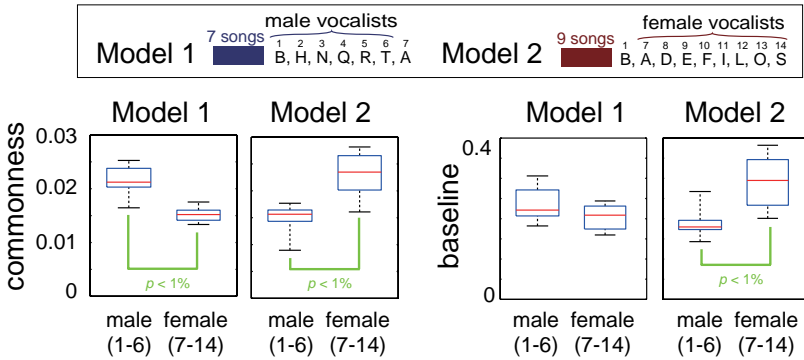 male vocalists
female vocalists
7 songs
1 2 3 4 5 6 7
9 songs
1 7 8 9 10 11 12 13 14
Model 1
B, H, N, Q, R, T, A
Model 2
B, A, D, E, F, I, L, O, S
Model 1
Model 2
Model 1
Model 2
commonness
0.03
0.02
0.01
0
p < 1%
p < 1%
baseline
0.4
0
p < 1%
male
(1-6)
female
(7-14)
male
(1-6)
female
(7-14)
male
(1-6)
female
(7-14)
male
(1-6)
female
(7-14)